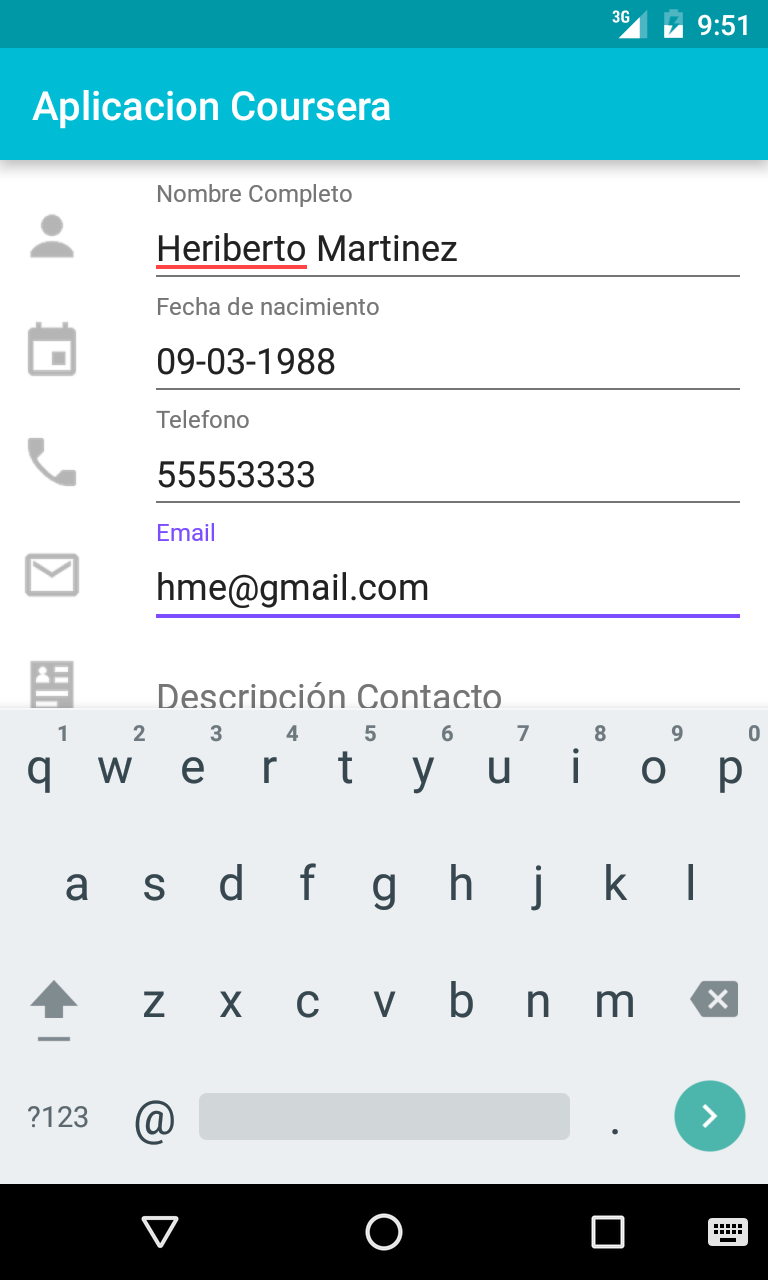 3G 9:51
Aplicacion Coursera
Nombre Completo
Heriberto Martinez
Fecha de nacimiento
09-03-1988
Telefono
55553333
Email
hme@gmail.com
Descripción Contacto
1 2 3 4 5 6 7 8 9 0
q w e r t y u i o p
a s d f g h j k l
z x c v b n m
?123 @ .